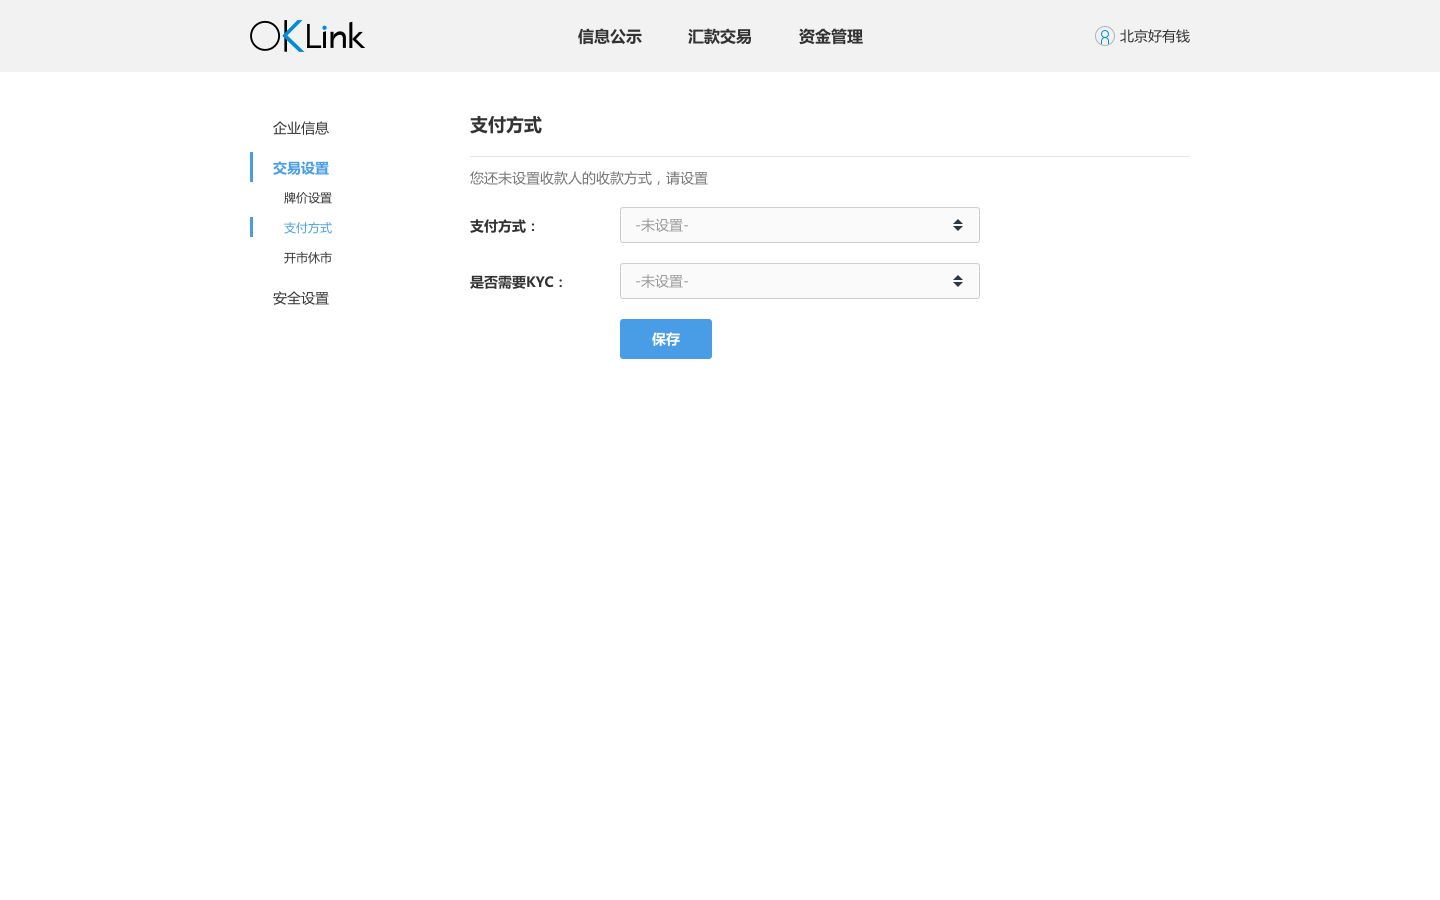 OKLink
信息公示 汇款交易 资金管理
北京好有钱
企业信息
交易设置
牌价设置
支付方式
开市休市
安全设置
支付方式
您还未设置收款人的收款方式，请设置
支付方式： -未设置-
是否需要KYC： -未设置-
保存